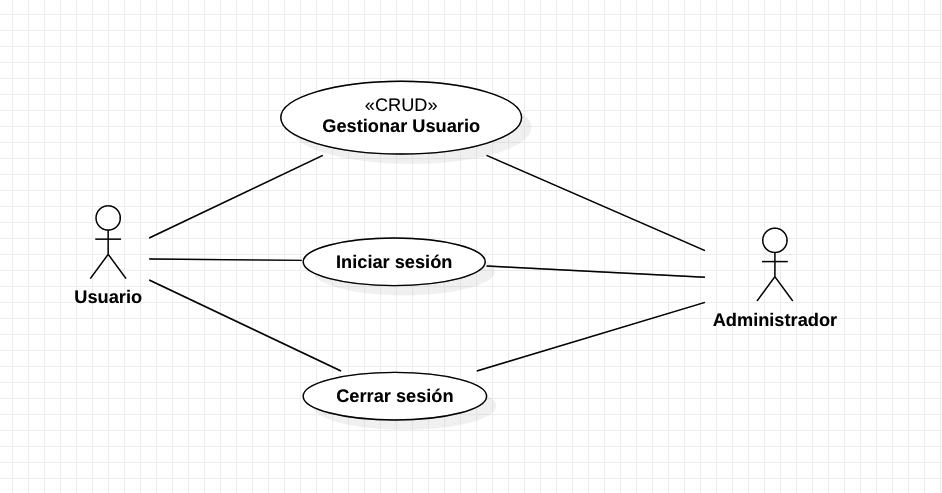 «CRUD»
Gestionar Usuario
Iniciar sesión
Usuario
Administrador
Cerrar sesión